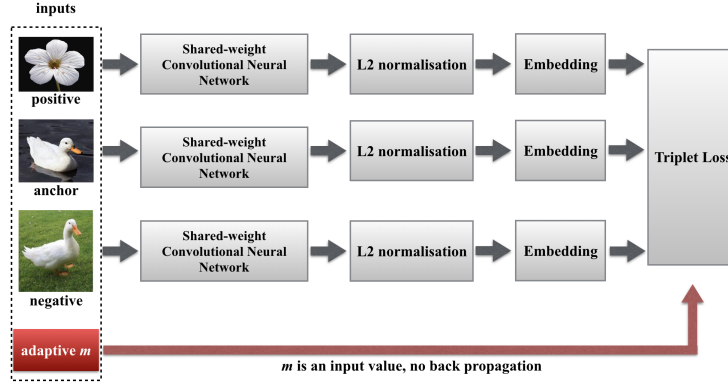 inputs
positive
Shared-weight
Convolutional Neural
Network
L2 normalisation
Embedding
anchor
Shared-weight
Convolutional Neural
Network
L2 normalisation
Embedding
Triplet Loss
negative
Shared-weight
Convolutional Neural
Network
L2 normalisation
Embedding
adaptive m
m is an input value, no back propagation